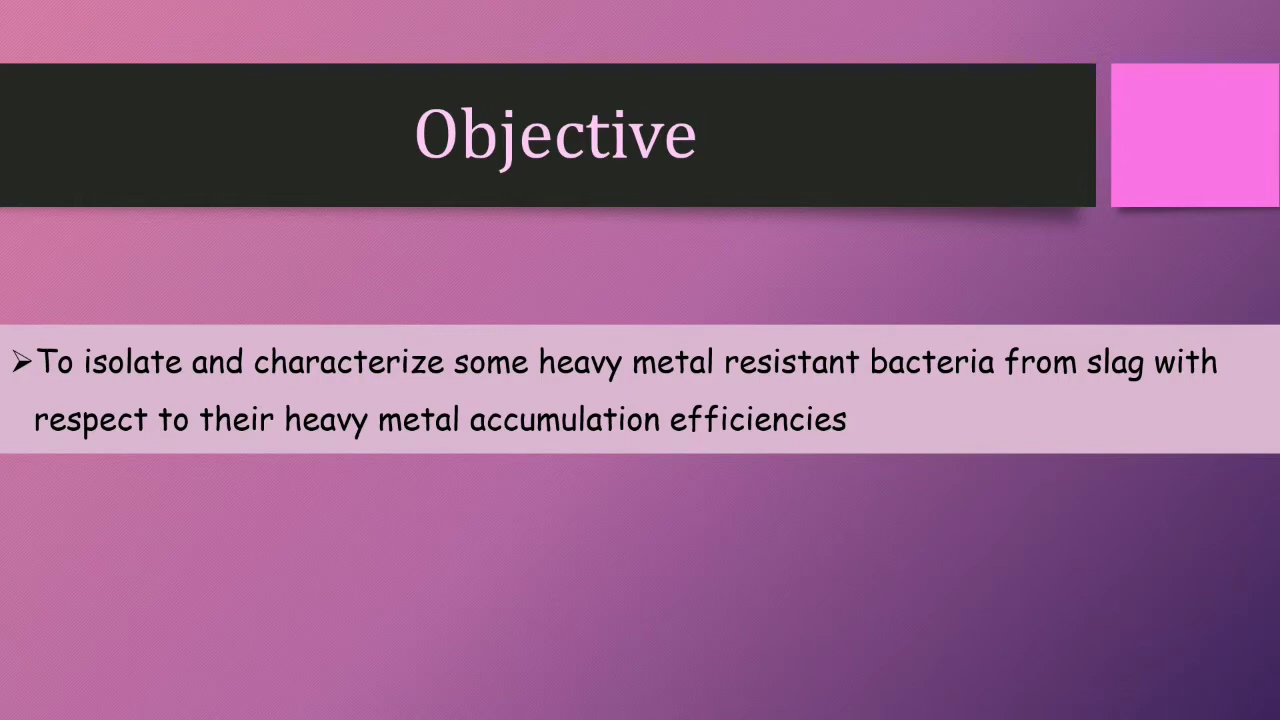 Objective
➢To isolate and characterize some heavy metal resistant bacteria from slag with
respect to their heavy metal accumulation efficiencies